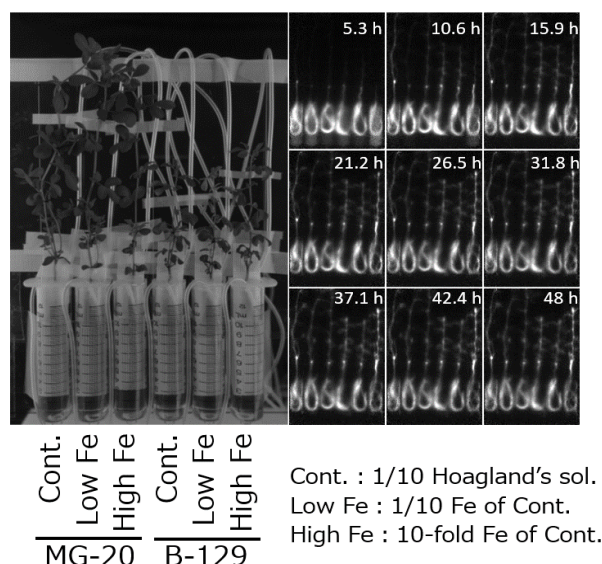 5.3 h
10.6 h
15.9 h
21.2 h
26.5 h
31.8 h
37.1 h
42.4 h
48 h
Cont.
Low Fe
High Fe
Cont.
Low Fe
High Fe
MG-20
B-129
Cont. : 1/10 Hoagland's sol.
Low Fe : 1/10 Fe of Cont.
High Fe : 10-fold Fe of Cont.